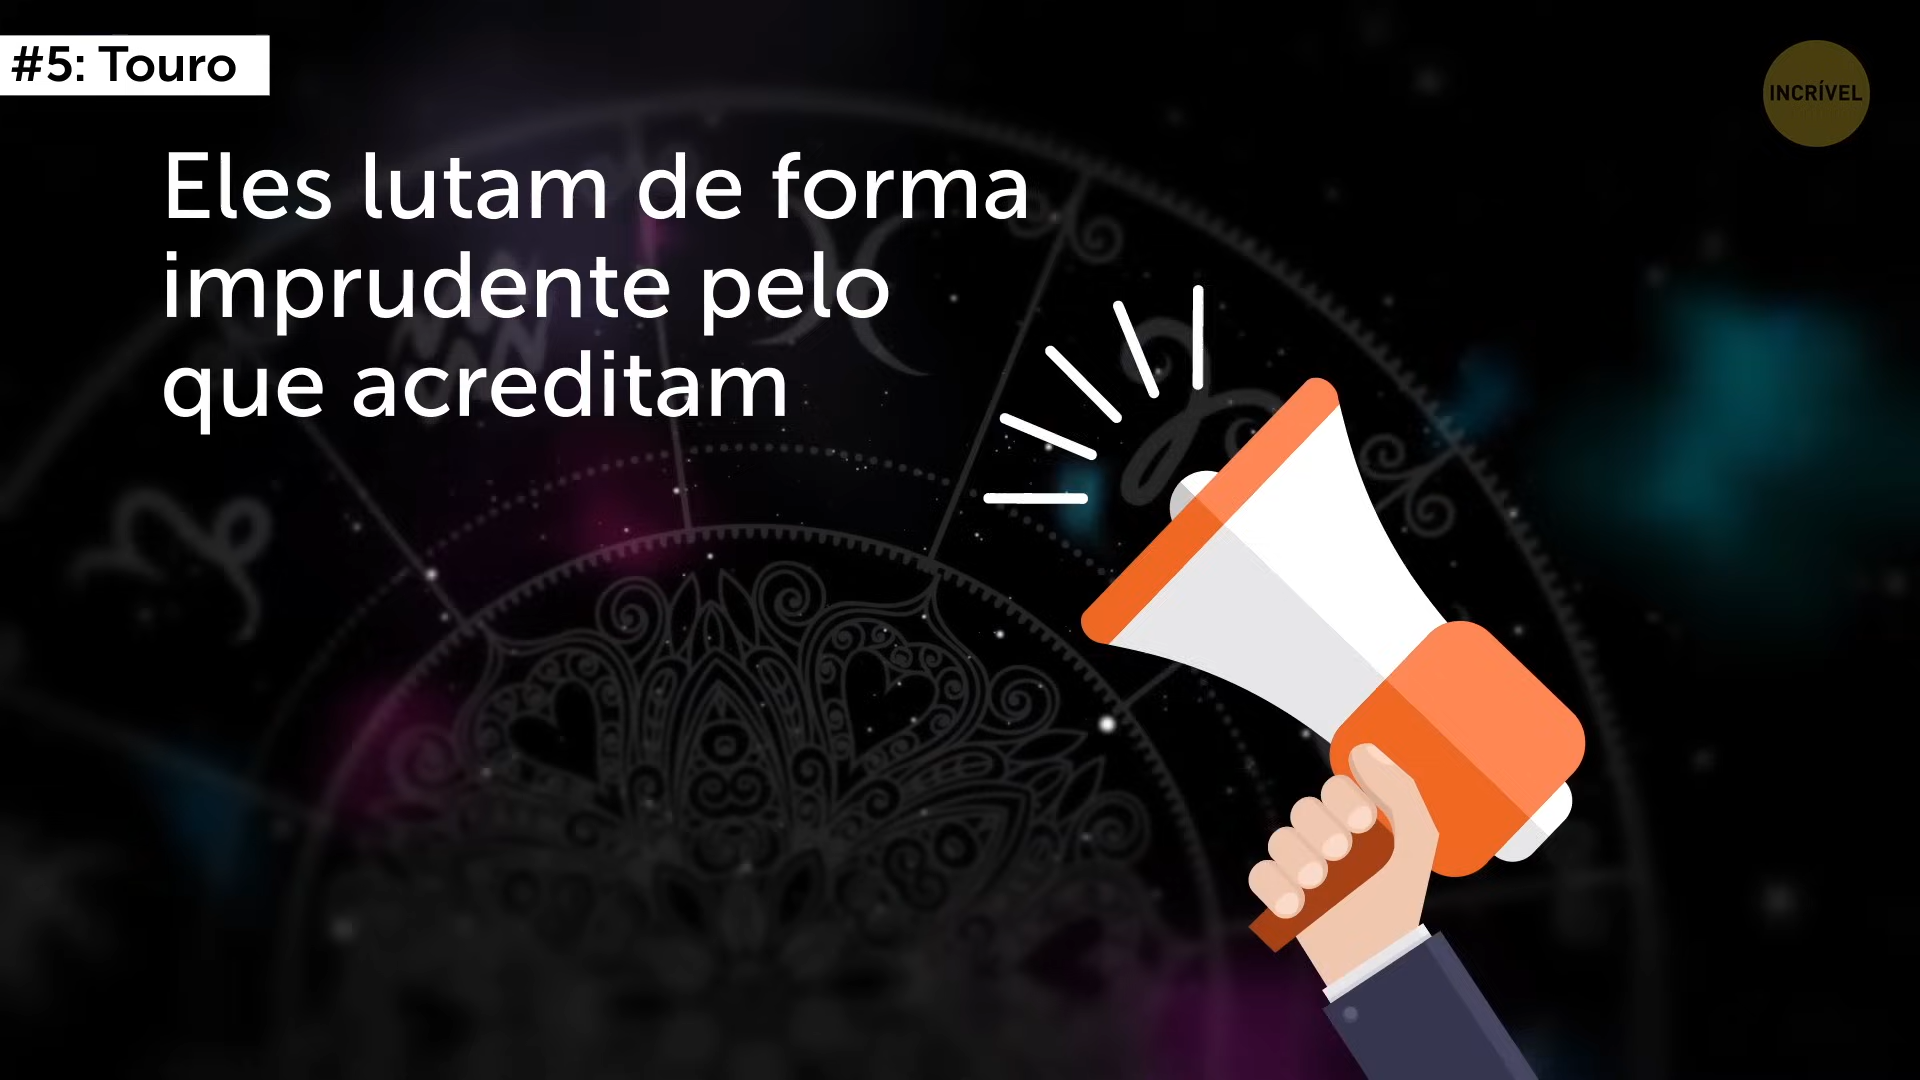 #5: Touro
INCRÍVEL
Eles lutam de forma
imprudente pelo
que acreditam